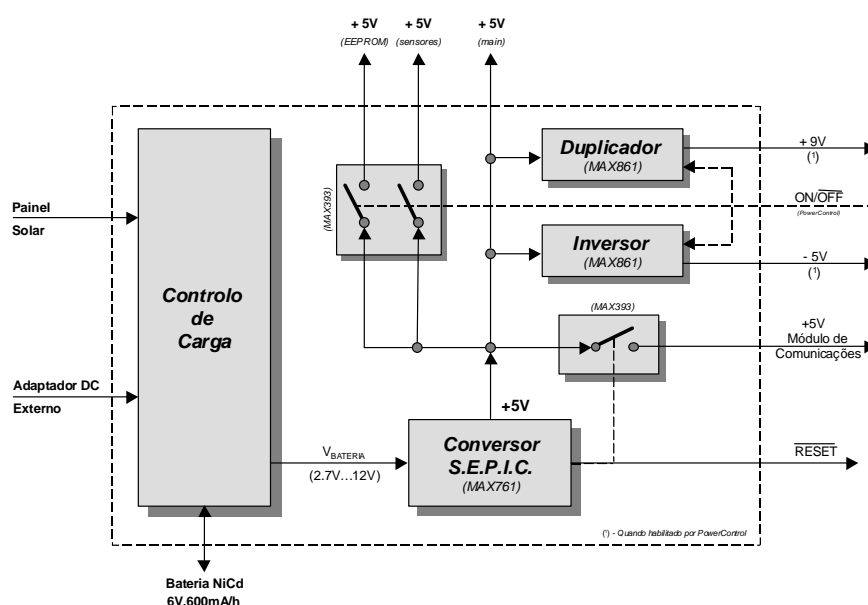 + 5V
(EEPROM)
+ 5V
(sensores)
+ 5V
(main)
Duplicador
(MAX861)
+ 9V
(¹)
(MAX393)
ON/OFF
(PowerControl)
Painel
Solar
Inversor
(MAX861)
- 5V
(¹)
Controlo
de
Carga
(MAX393)
+5V
Módulo de
Comunicações
Adaptador DC
Externo
+5V
Conversor
S.E.P.I.C.
(MAX761)
VBATERIA
(2.7V...12V)
RESET
(¹) - Quando habilitado por PowerControl
Bateria NiCd
6V,600mA/h